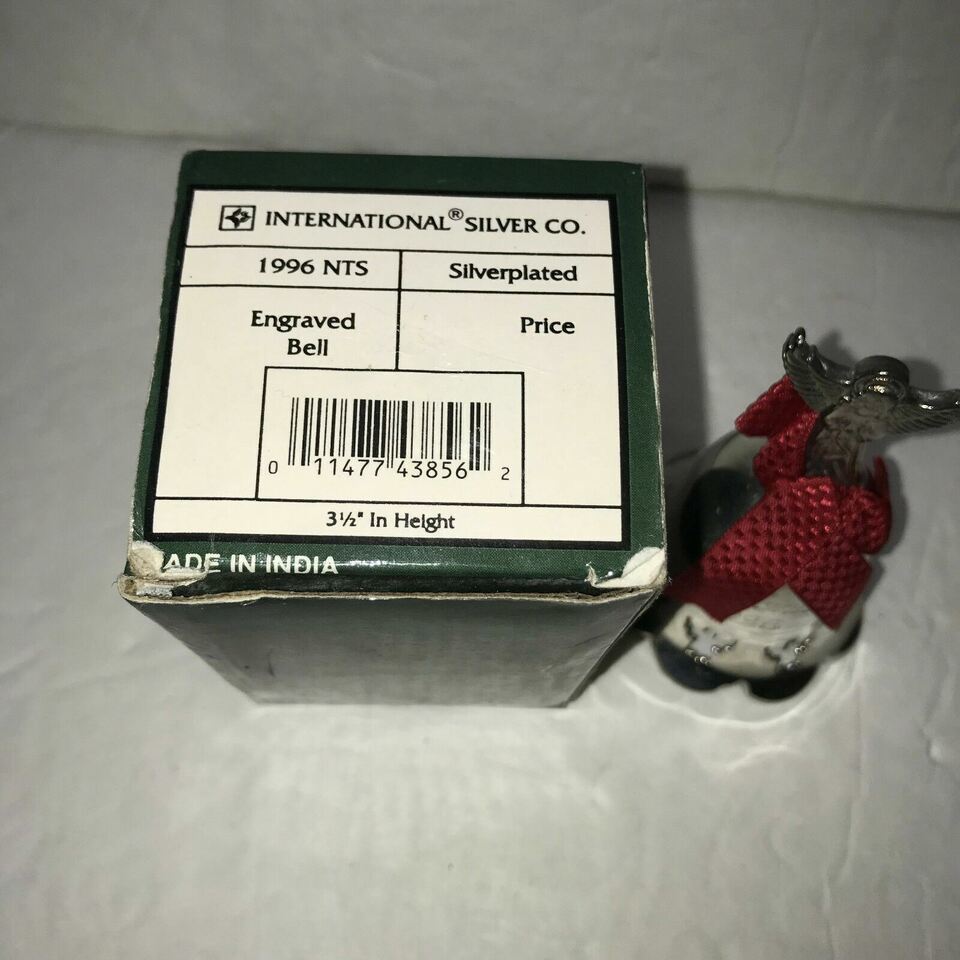 INTERNATIONAL® SILVER CO.
1996 NTS
Silverplated
Engraved
Bell
Price
0 11477 43856 2
3½" In Height
ADE IN INDIA